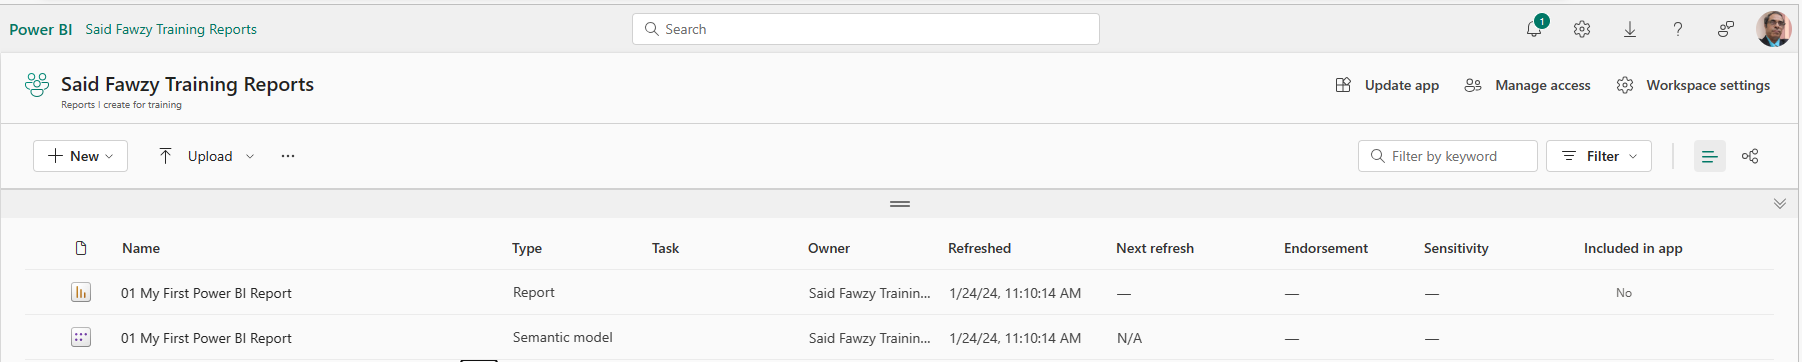 Power BI Said Fawzy Training Reports Search 1 ?
Said Fawzy Training Reports Update app Manage access Workspace settings
Reports I create for training
New Upload ... Filter by keyword Filter
Name Type Task Owner Refreshed Next refresh Endorsement Sensitivity Included in app
01 My First Power BI Report Report Said Fawzy Trainin... 1/24/24, 11:10:14 AM — — — No
01 My First Power BI Report Semantic model Said Fawzy Trainin... 1/24/24, 11:10:14 AM N/A — —